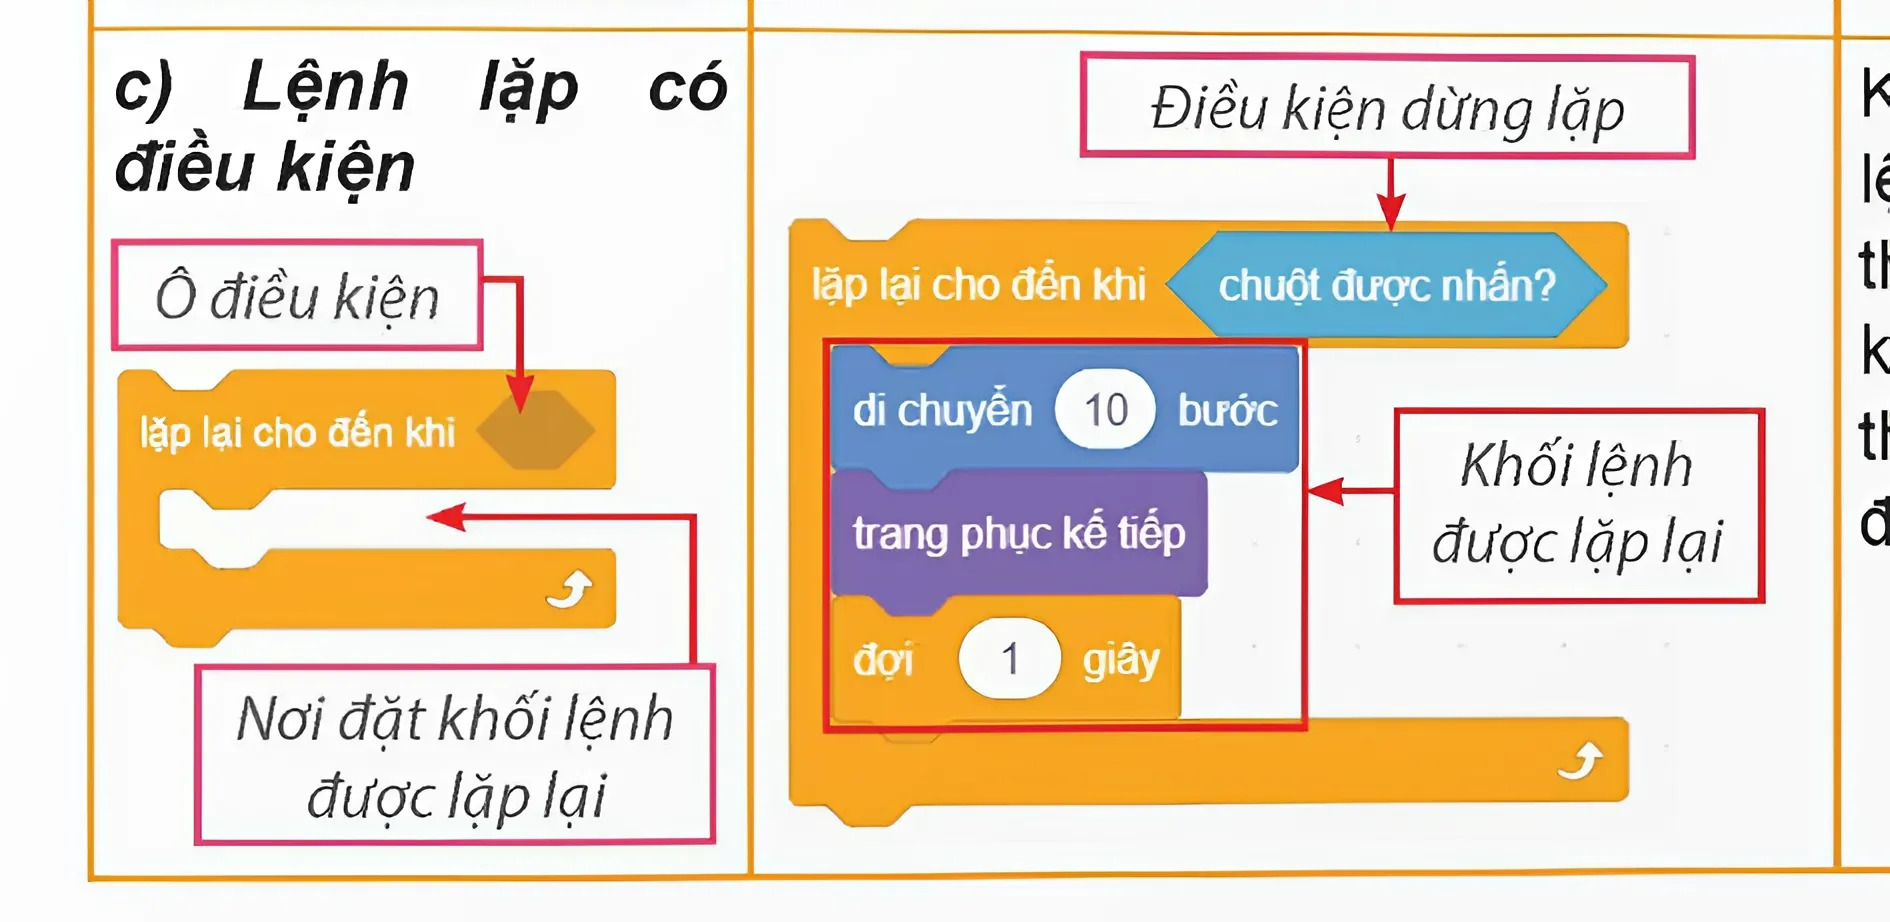 c) Lệnh lặp có
điều kiện
Ô điều kiện
lặp lại cho đến khi
Nơi đặt khối lệnh
được lặp lại
Điều kiện dừng lặp
lặp lại cho đến khi chuột được nhấn?
di chuyển 10 bước
trang phục kế tiếp
đợi 1 giây
Khối lệnh
được lặp lại